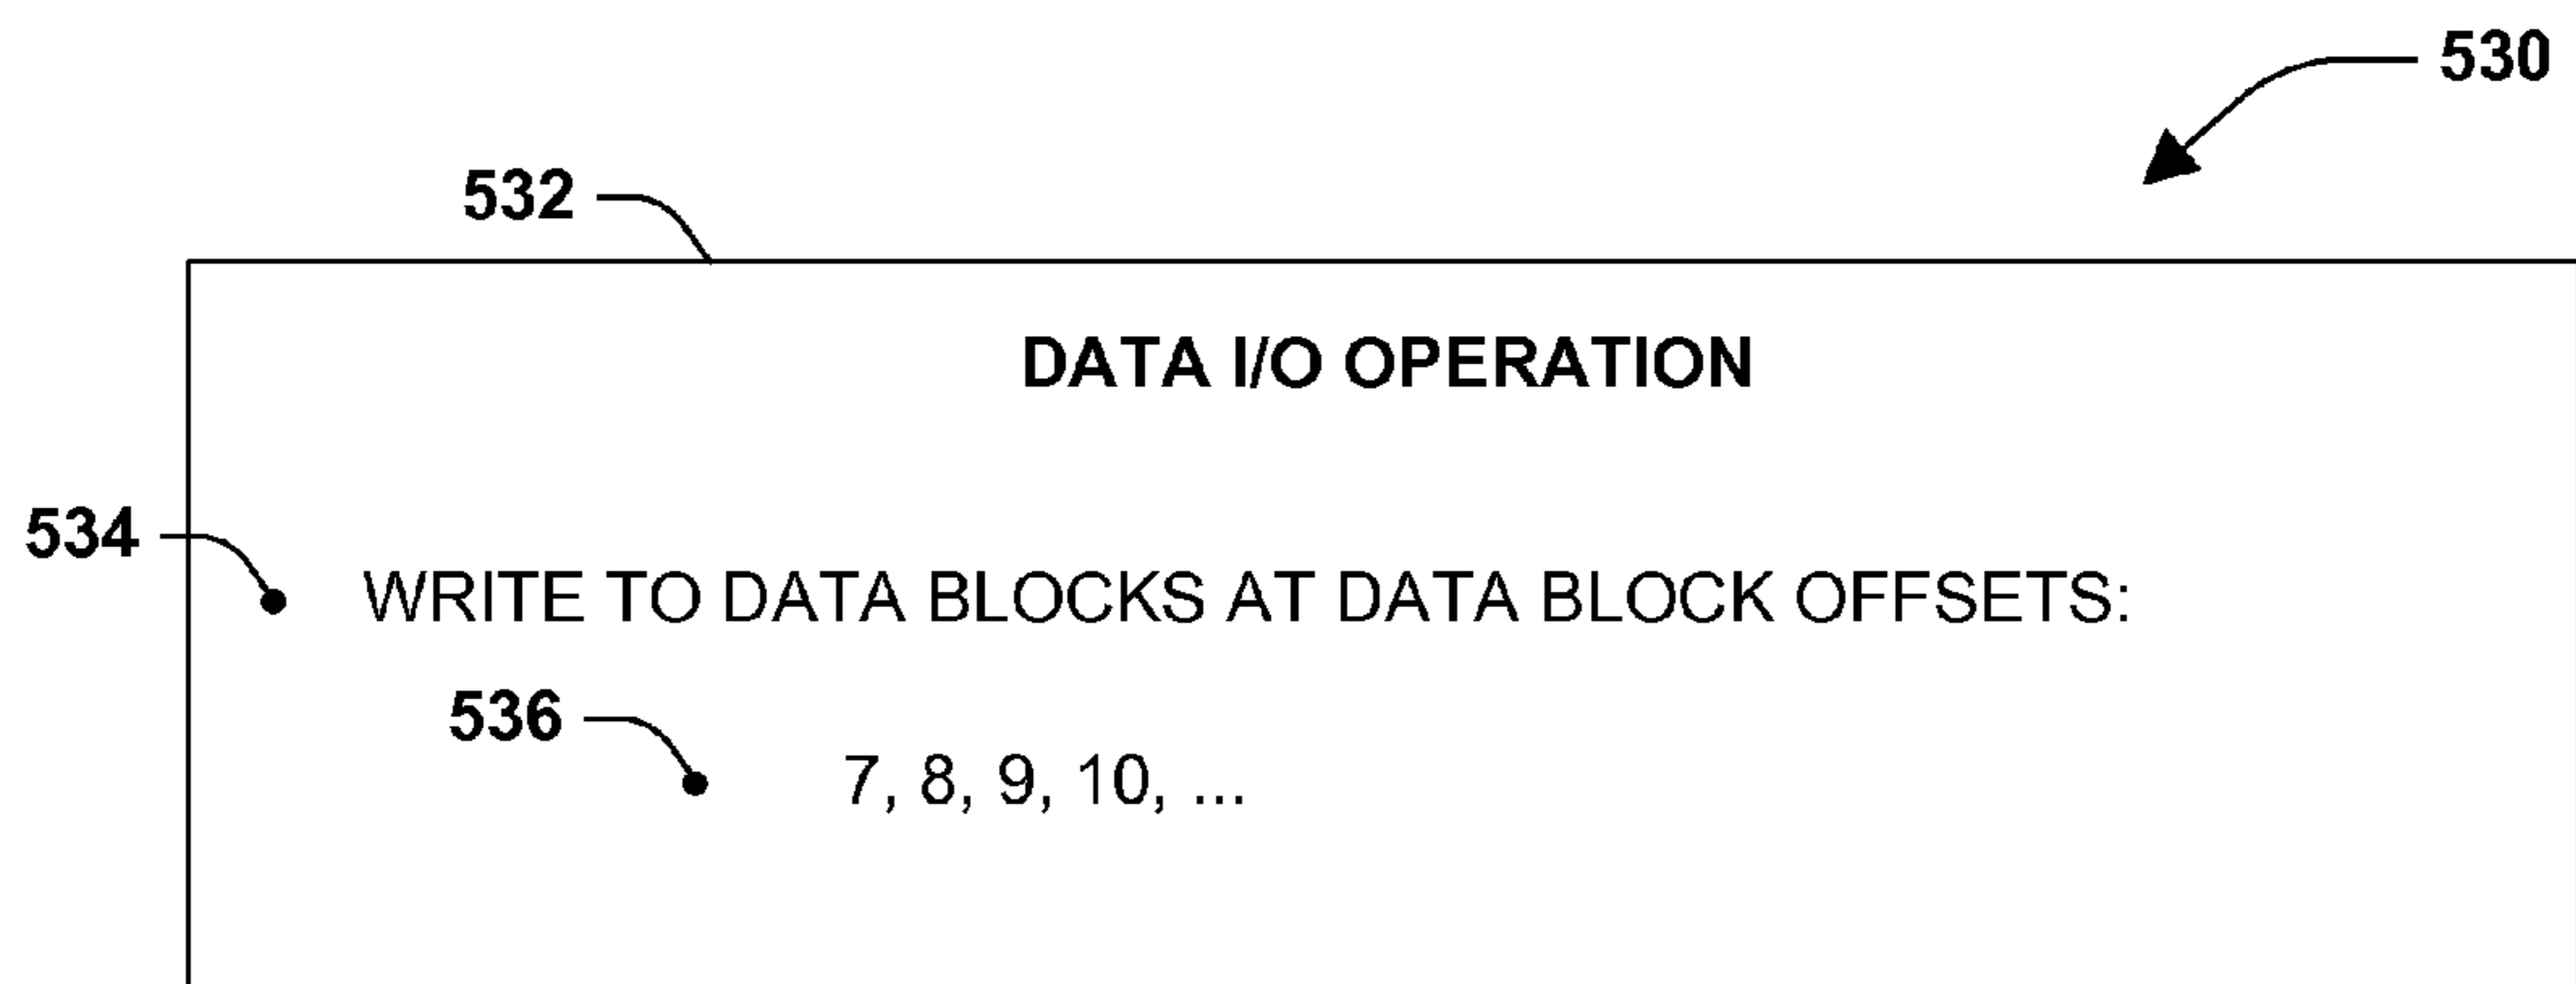 530
532
DATA I/O OPERATION
534
WRITE TO DATA BLOCKS AT DATA BLOCK OFFSETS:
536
7, 8, 9, 10, ...